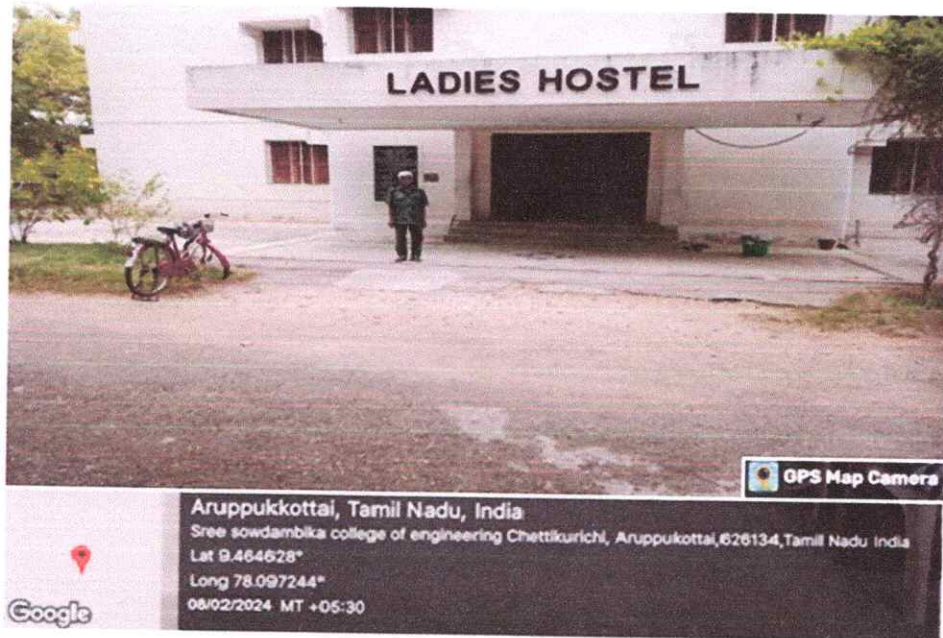 LADIES HOSTEL
GPS Map Camera
Aruppukkottai, Tamil Nadu, India
Sree sowdambika college of engineering Chettikurichi, Aruppukottai,626134,Tamil Nadu India
Lat 9.464628°
Long 78.097244°
08/02/2024 MT +05:30
Google